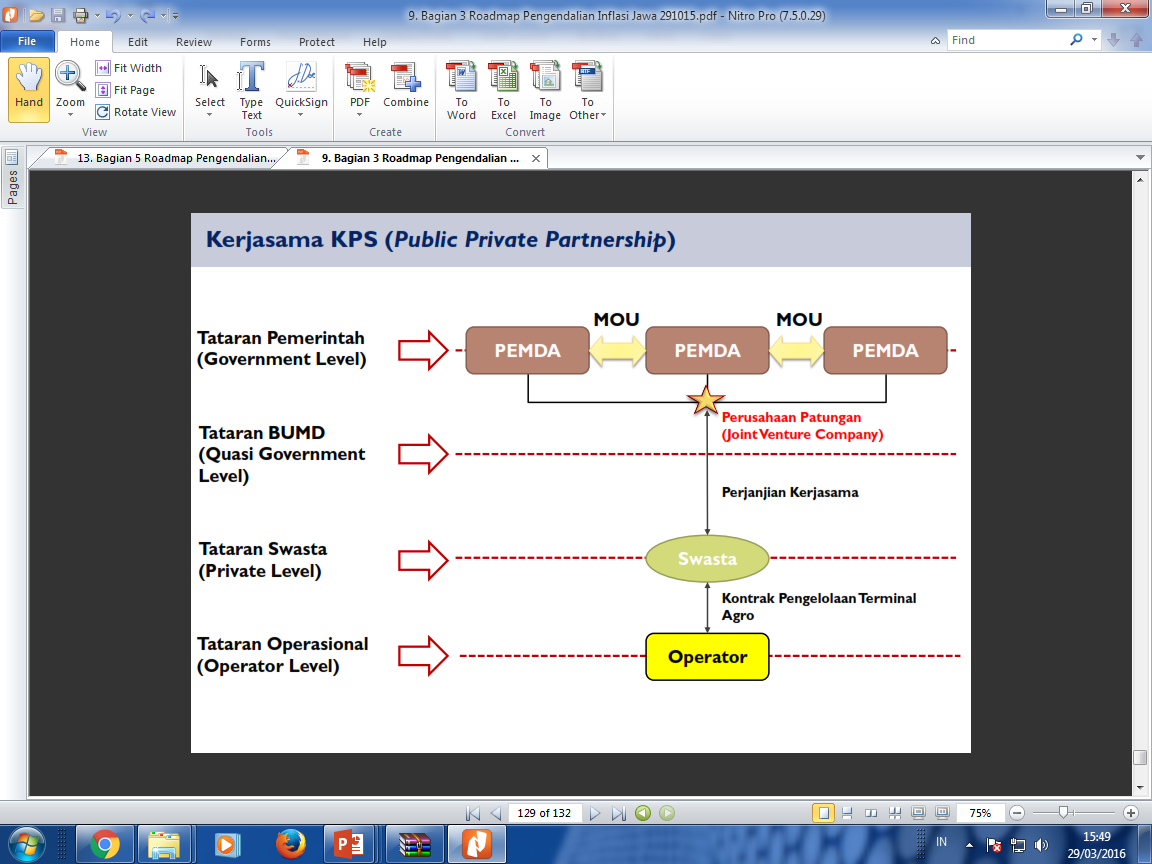 9. Bagian 3 Roadmap Pengendalian Inflasi Jawa 291015.pdf - Nitro Pro (7.5.0.29)
File
Home
Edit
Review
Forms
Protect
Help
Find
Hand
Zoom
Fit Width
Fit Page
Rotate View
View
Select
Type
Text
QuickSign
Tools
PDF
Combine
Create
To
Word
To
Excel
To
Image
To
Other
Convert
Pages
13. Bagian 5 Roadmap Pengendalian...
9. Bagian 3 Roadmap Pengendalian ...
Kerjasama KPS (Public Private Partnership)
MOU
MOU
Tataran Pemerintah
(Government Level)
PEMDA
PEMDA
PEMDA
Perusahaan Patungan
(Joint Venture Company)
Tataran BUMD
(Quasi Government
Level)
Perjanjian Kerjasama
Tataran Swasta
(Private Level)
Swasta
Kontrak Pengelolaan Terminal
Agro
Tataran Operasional
(Operator Level)
Operator
129 of 132
75%
IN
15:49
29/03/2016